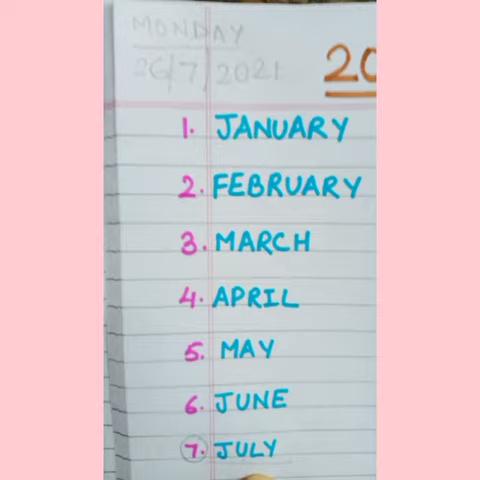 MONDAY
26/7/2021
20
1. JANUARY
2. FEBRUARY
3. MARCH
4. APRIL
5. MAY
6. JUNE
7. JULY